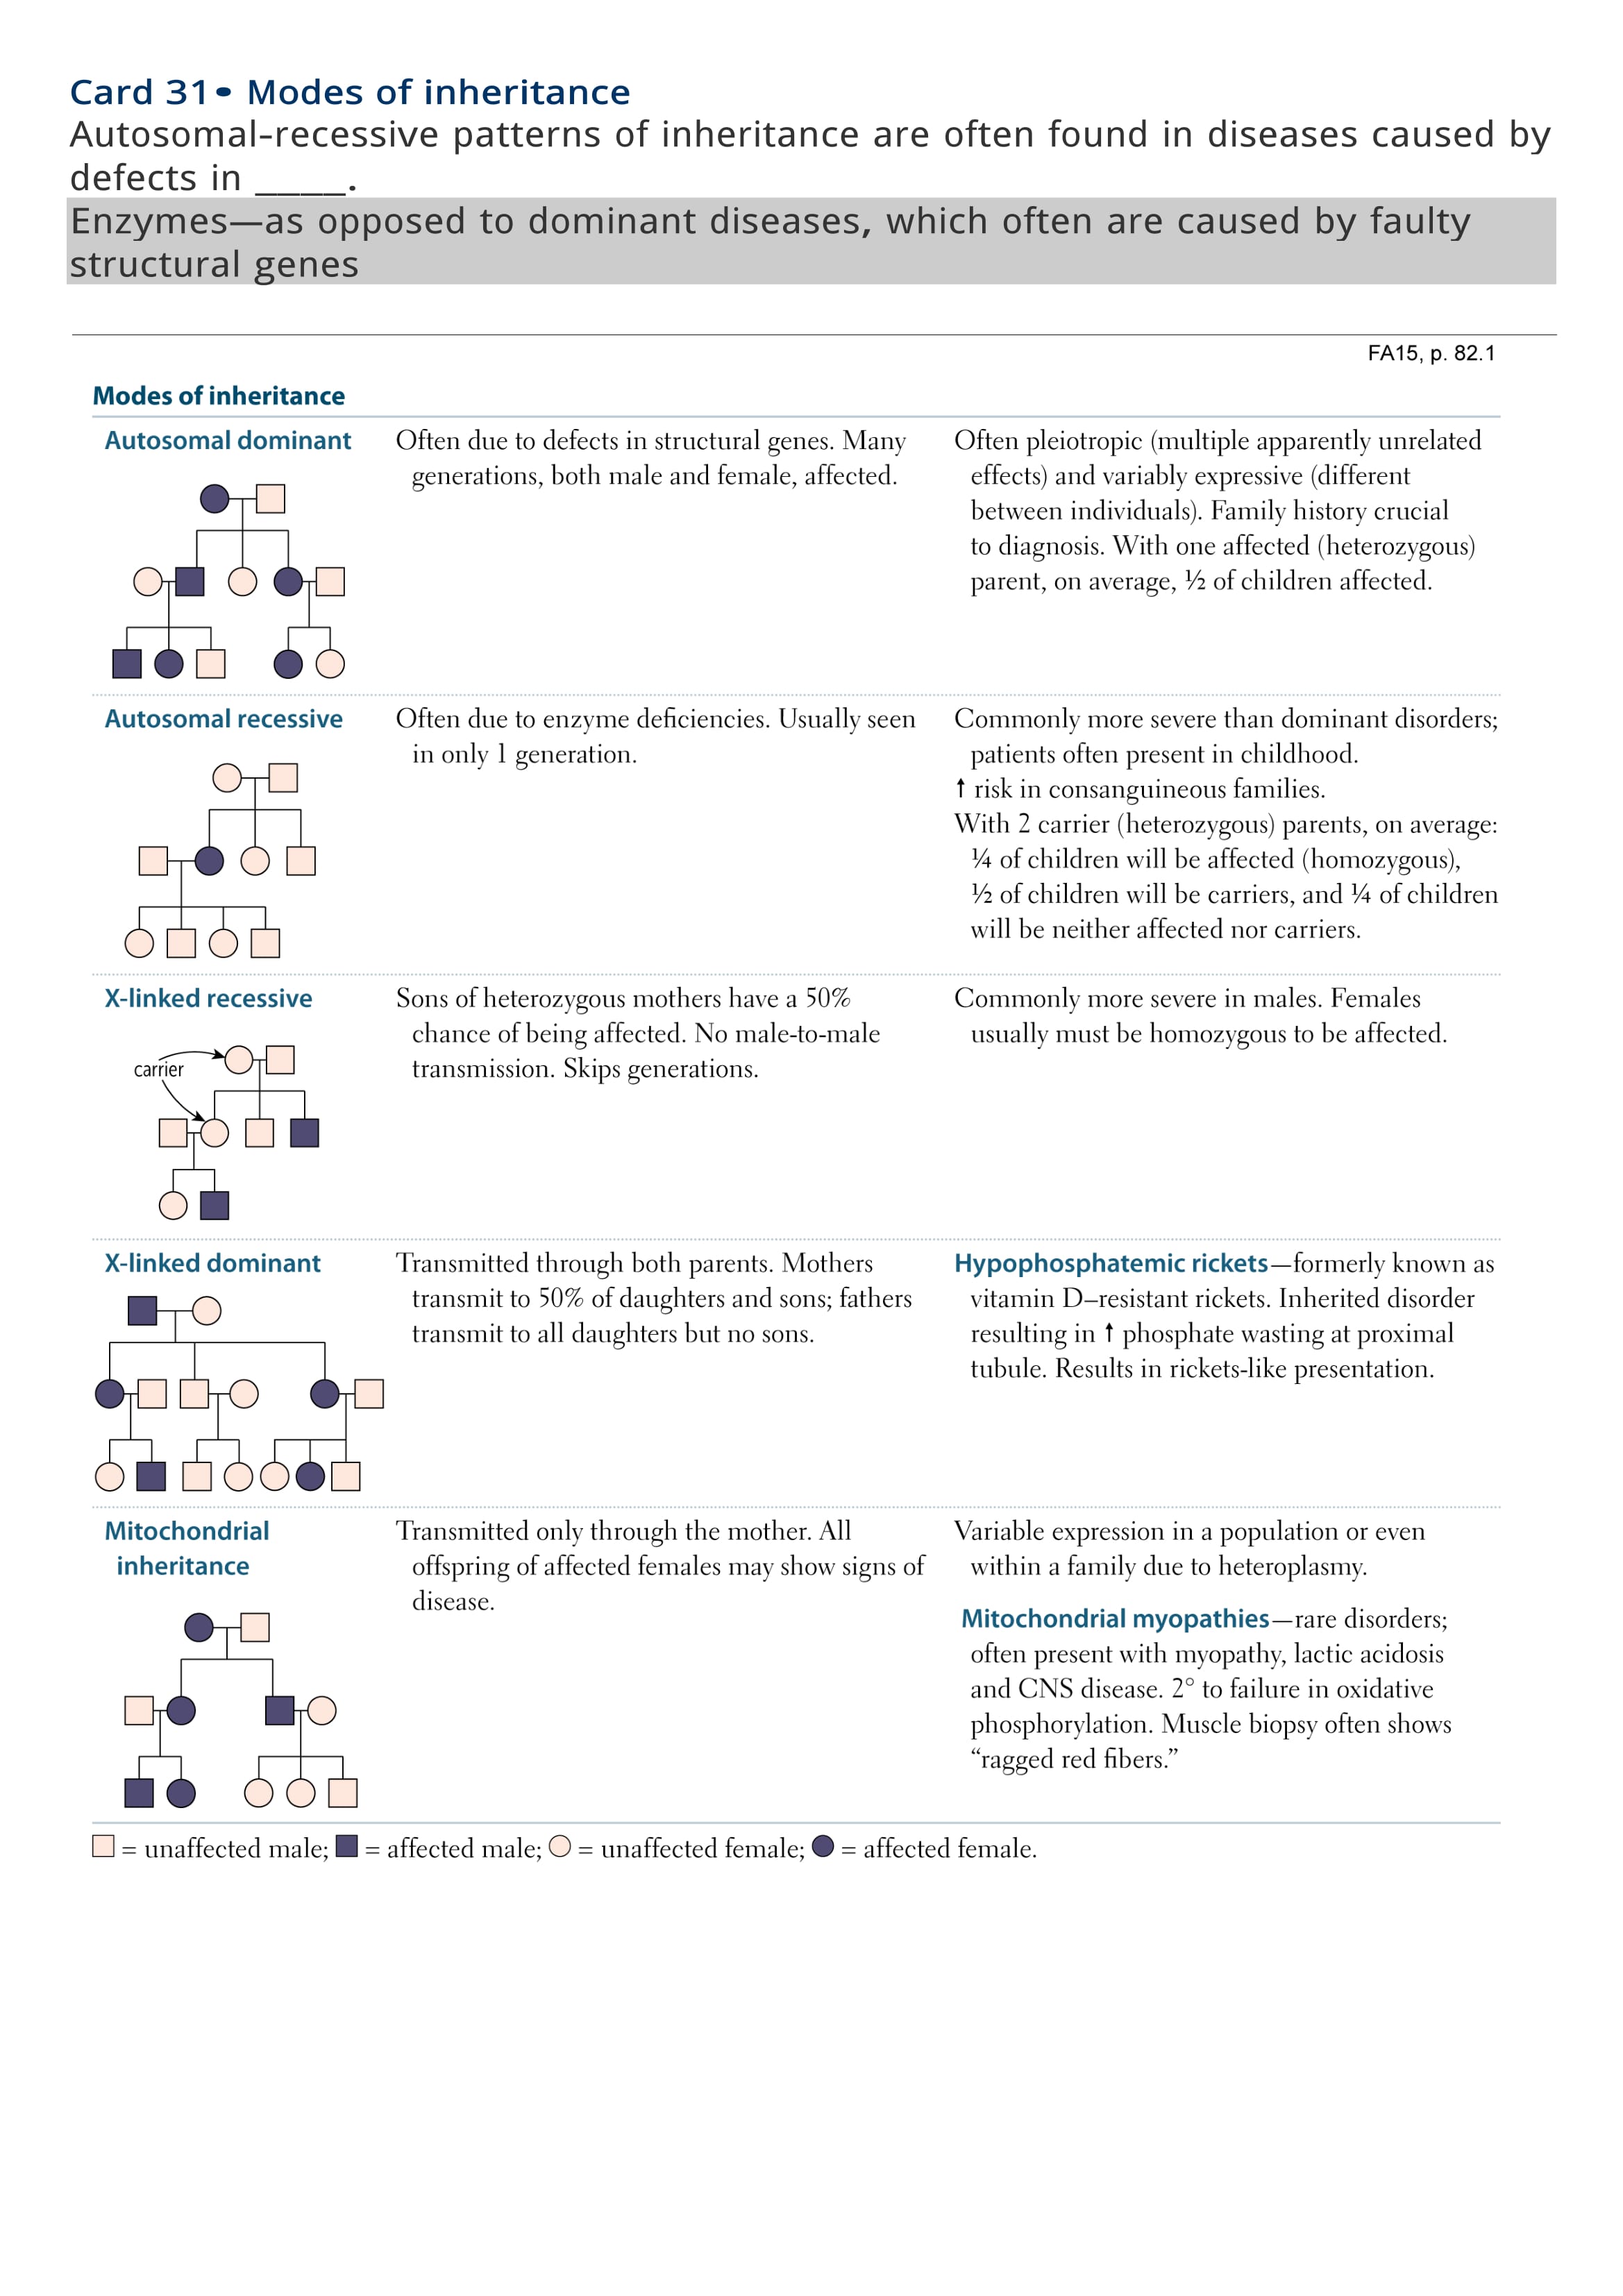 Card 31• Modes of inheritance
Autosomal-recessive patterns of inheritance are often found in diseases caused by
defects in ____.
Enzymes—as opposed to dominant diseases, which often are caused by faulty
structural genes
FA15, p. 82.1
Modes of inheritance
Autosomal dominant
Often due to defects in structural genes. Many
generations, both male and female, affected.
Often pleiotropic (multiple apparently unrelated
effects) and variably expressive (different
between individuals). Family history crucial
to diagnosis. With one affected (heterozygous)
parent, on average, ½ of children affected.
Autosomal recessive
Often due to enzyme deficiencies. Usually seen
in only 1 generation.
Commonly more severe than dominant disorders;
patients often present in childhood.
↑ risk in consanguineous families.
With 2 carrier (heterozygous) parents, on average:
¼ of children will be affected (homozygous),
½ of children will be carriers, and ¼ of children
will be neither affected nor carriers.
X-linked recessive
carrier
Sons of heterozygous mothers have a 50%
chance of being affected. No male-to-male
transmission. Skips generations.
Commonly more severe in males. Females
usually must be homozygous to be affected.
X-linked dominant
Transmitted through both parents. Mothers
transmit to 50% of daughters and sons; fathers
transmit to all daughters but no sons.
Hypophosphatemic rickets—formerly known as
vitamin D–resistant rickets. Inherited disorder
resulting in ↑ phosphate wasting at proximal
tubule. Results in rickets-like presentation.
Mitochondrial
inheritance
Transmitted only through the mother. All
offspring of affected females may show signs of
disease.
Variable expression in a population or even
within a family due to heteroplasmy.
Mitochondrial myopathies—rare disorders;
often present with myopathy, lactic acidosis
and CNS disease. 2° to failure in oxidative
phosphorylation. Muscle biopsy often shows
“ragged red fibers.”
= unaffected male; = affected male; = unaffected female; = affected female.